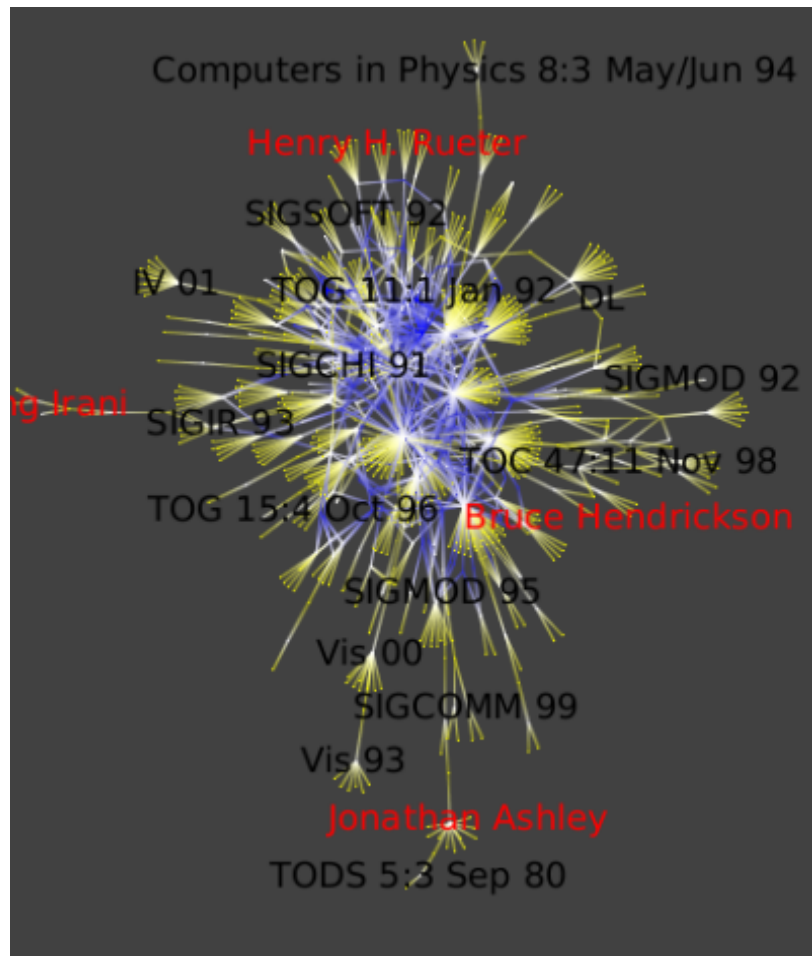 Computers in Physics 8:3 May/Jun 94
Henry H. Rueter
SIGSOFT 92
IV 01
TOG 11:1 Jan 92
DL
SIGCHI 91
SIGMOD 92
ng Irani
SIGIR 93
TOC 47:11 Nov 98
TOG 15:4 Oct 96
Bruce Hendrickson
SIGMOD 95
Vis 00
SIGCOMM 99
Vis 93
Jonathan Ashley
TODS 5:3 Sep 80